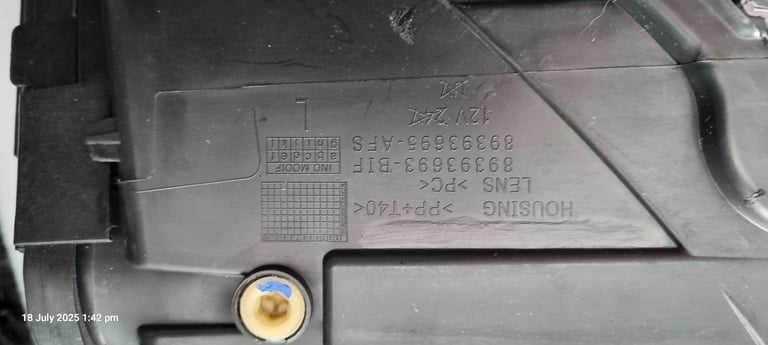 HOUSING >PP+T40<
LENS >PC<
89393693-BIF
89393695-AFS
12V 24V
IND MODIF
a b c d e f
g h i j k l
L
18 July 2025 1:42 pm